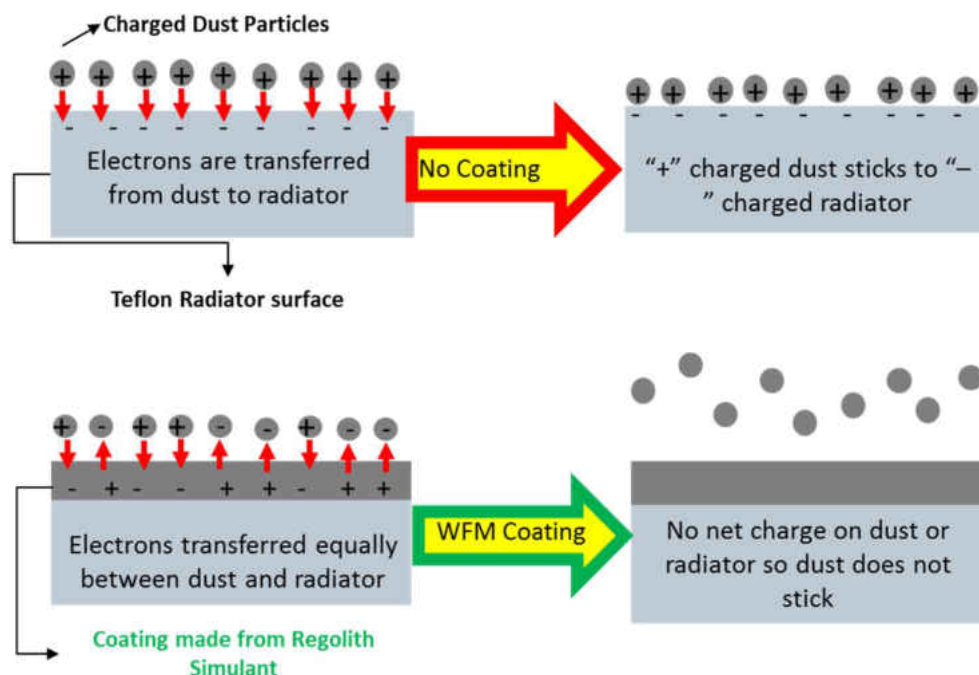 Charged Dust Particles
+ + + + + + + + +
- - - - - - - - -
Electrons are transferred
from dust to radiator
Teflon Radiator surface
No Coating
+ + + + + + + + +
- - - - - - - - -
“+” charged dust sticks to “–
” charged radiator
+ - + + - - + - -
- + - - + + - + +
Electrons transferred equally
between dust and radiator
Coating made from Regolith
Simulant
WFM Coating
No net charge on dust or
radiator so dust does not
stick